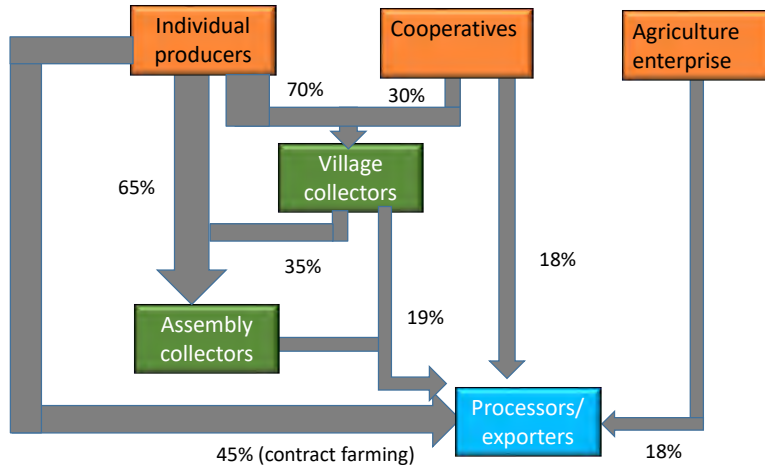 Individual
producers
Cooperatives
Agriculture
enterprise
70%
30%
Village
collectors
65%
35%
18%
19%
Assembly
collectors
Processors/
exporters
45% (contract farming)
18%